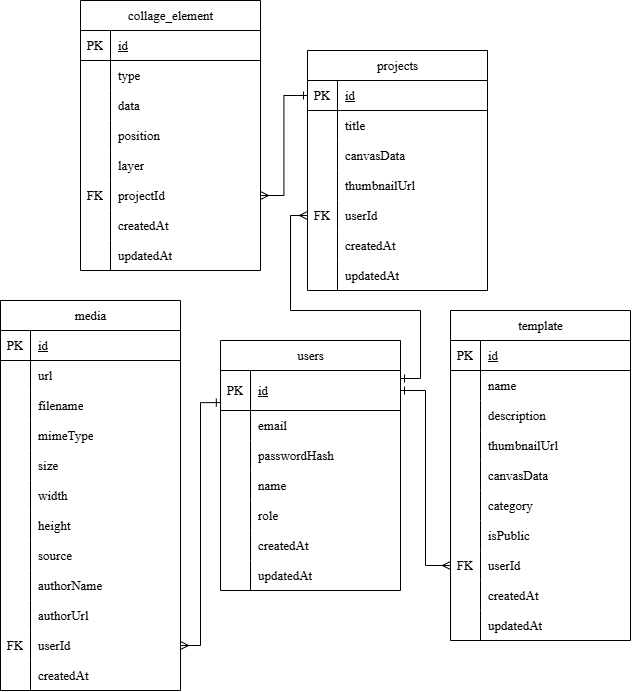 collage_element
PK id
type
data
position
layer
FK projectId
createdAt
updatedAt
projects
PK id
title
canvasData
thumbnailUrl
FK userId
createdAt
updatedAt
media
PK id
url
filename
mimeType
size
width
height
source
authorName
authorUrl
FK userId
createdAt
users
PK id
email
passwordHash
name
role
createdAt
updatedAt
template
PK id
name
description
thumbnailUrl
canvasData
category
isPublic
FK userId
createdAt
updatedAt